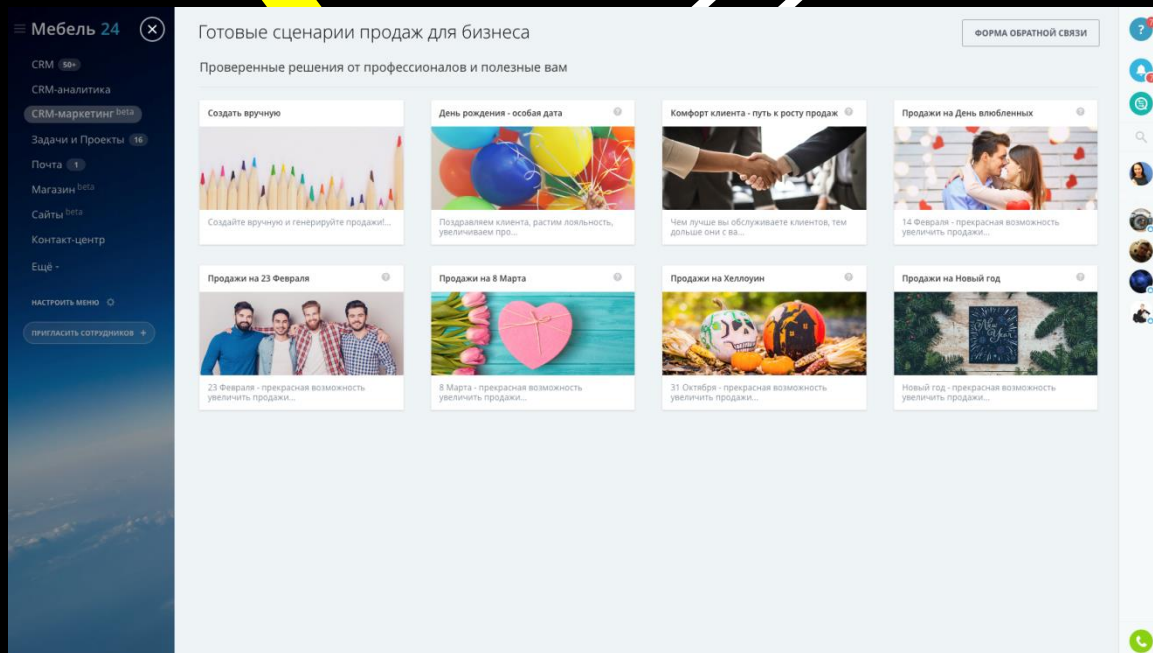 Мебель 24
CRM 50+
CRM-аналитика
CRM-маркетинг beta
Задачи и Проекты 16
Почта 1
Магазин beta
Сайты beta
Контакт-центр
Ещё -
НАСТРОИТЬ МЕНЮ
ПРИГЛАСИТЬ СОТРУДНИКОВ +
Готовые сценарии продаж для бизнеса
ФОРМА ОБРАТНОЙ СВЯЗИ
Проверенные решения от профессионалов и полезные вам
Создать вручную
Создайте вручную и генерируйте продажи!...
День рождения - особая дата
Поздравляем клиента, растим лояльность,
увеличиваем про...
Комфорт клиента - путь к росту продаж
Чем лучше вы обслуживаете клиентов, тем
дольше они с ва...
Продажи на День влюбленных
14 Февраля - прекрасная возможность
увеличить продажи...
Продажи на 23 Февраля
23 Февраля - прекрасная возможность
увеличить продажи...
Продажи на 8 Марта
8 Марта - прекрасная возможность
увеличить продажи...
Продажи на Хеллоуин
31 Октября - прекрасная возможность
увеличить продажи...
Продажи на Новый год
New Year
Новый год - прекрасная возможность
увеличить продажи...